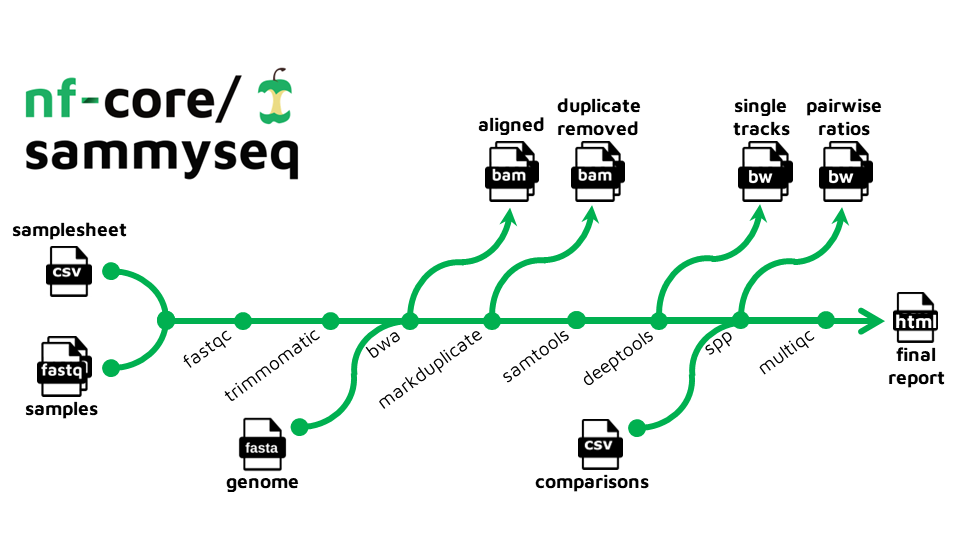 nf-core/
sammyseq
samplesheet
CSV
fastq
samples
aligned
bam
duplicate
removed
bam
single
tracks
bw
pairwise
ratios
bw
fastqc
trimmomatic
bwa
markduplicate
samtools
deeptools
spp
multiqc
html
final
report
fasta
genome
CSV
comparisons